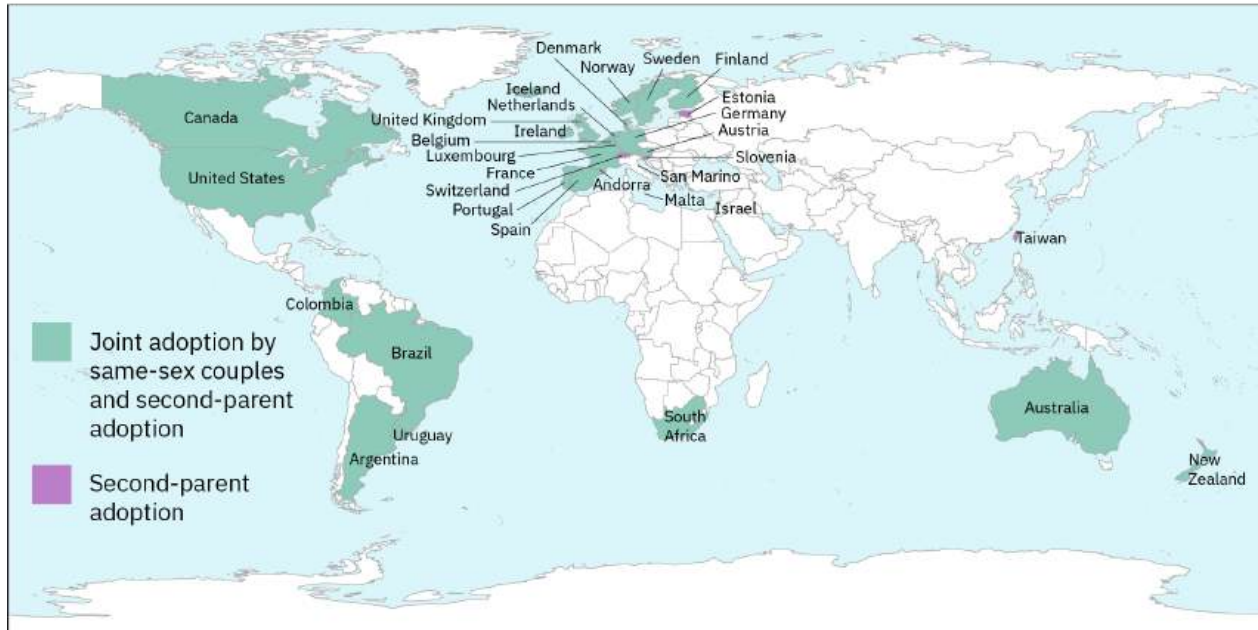 Denmark
Norway
Sweden
Finland
Iceland
Netherlands
Estonia
Germany
United Kingdom
Ireland
Austria
Belgium
Luxembourg
Slovenia
France
San Marino
Switzerland
Andorra
Malta
Portugal
Israel
Spain
Canada
United States
Taiwan
Colombia
Brazil
Uruguay
Argentina
South
Africa
Australia
New
Zealand
Joint adoption by
same-sex couples
and second-parent
adoption
Second-parent
adoption